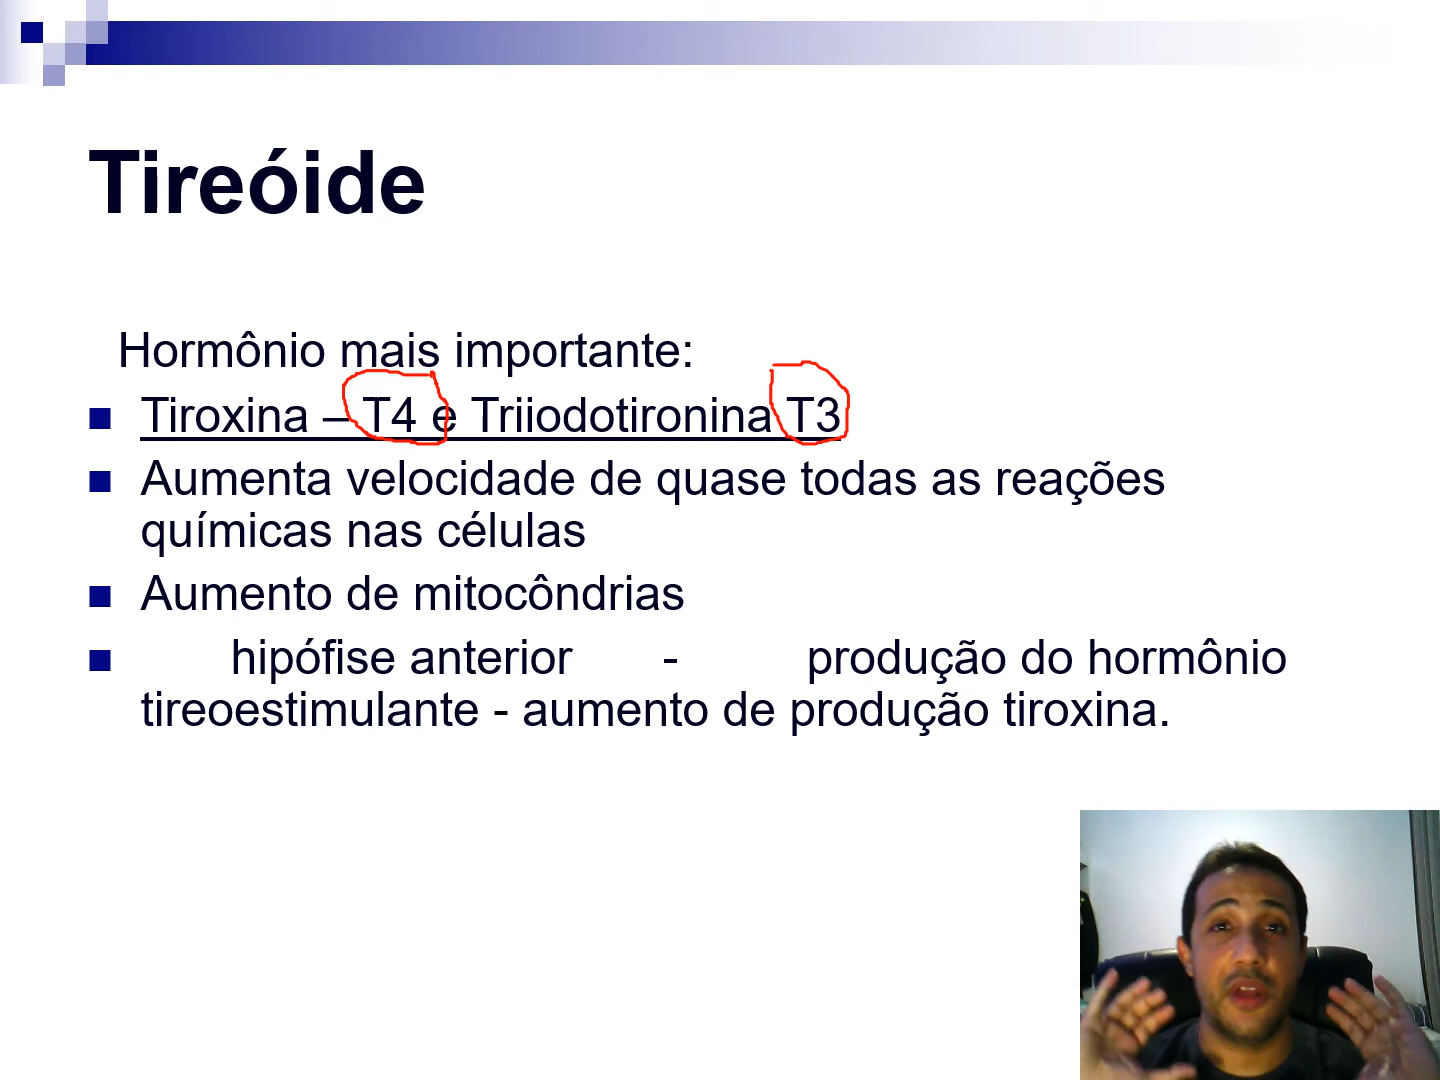 Tireóide
Hormônio mais importante:
Tiroxina – T4 e Triiodotironina T3
Aumenta velocidade de quase todas as reações
químicas nas células
Aumento de mitocôndrias
hipófise anterior - produção do hormônio
tireoestimulante - aumento de produção tiroxina.